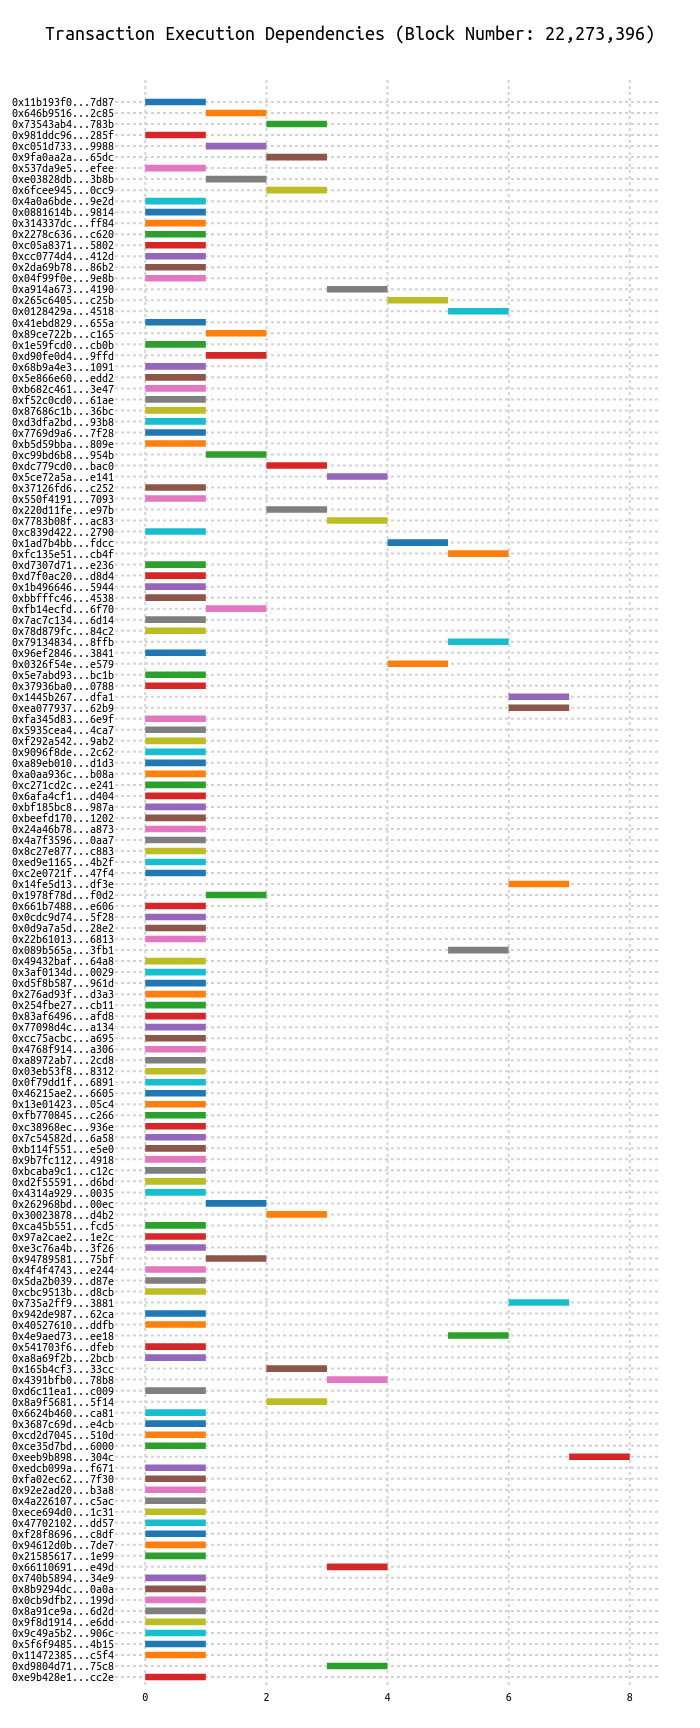 Transaction Execution Dependencies (Block Number: 22,273,396)
0x11b193f0...7d87
0x646b9516...2c85
0x73543ab4...783b
0x981ddc96...285f
0xc051d733...9988
0x9fa0aa2a...65dc
0x537da9e5...efee
0xe03828db...3b8b
0x6fcee945...0cc9
0x4a0a6bde...9e2d
0x0881614b...9814
0x314337dc...ff84
0x2278c636...c620
0xc05a8371...5802
0xcc0774d4...412d
0x2da69b78...86b2
0x04f99f0e...9e8b
0xa914a673...4190
0x265c6405...c25b
0x0128429a...4518
0x41ebd829...655a
0x89ce722b...c165
0x1e59fcd0...cb0b
0xd90fe0d4...9ffd
0x68b9a4e3...1091
0x5e866e60...edd2
0xb682c461...3e47
0xf52c0cd0...61ae
0x87686c1b...36bc
0xd3dfa2bd...93b8
0x7769d9a6...7f28
0xb5d59bba...809e
0xc99bd6b8...954b
0xdc779cd0...bac0
0x5ce72a5a...e141
0x37126fd6...c252
0x550f4191...7093
0x220d11fe...e97b
0x7783b08f...ac83
0xc839d422...2790
0x1ad7b4bb...fdcc
0xfc135e51...cb4f
0xd7307d71...e236
0xd7f0ac20...d8d4
0x1b496646...5944
0xbbfffc46...4538
0xfb14ecfd...6f70
0x7ac7c134...6d14
0x78d879fc...84c2
0x79134834...8ffb
0x96ef2846...3841
0x0326f54e...e579
0x5e7abd93...bc1b
0x37936ba0...0788
0x1445b267...dfa1
0xea077937...62b9
0xfa345d83...6e9f
0x5935cea4...4ca7
0xf292a542...9ab2
0x9096f8de...2c62
0xa89eb010...d1d3
0xa0aa936c...b08a
0xc271cd2c...e241
0x6afa4cf1...d404
0xbf185bc8...987a
0xbeefd170...1202
0x24a46b78...a873
0x4a7f3596...0aa7
0x8c27e877...c883
0xed9e1165...4b2f
0xc2e0721f...47f4
0x14fe5d13...df3e
0x1978f78d...f0d2
0x661b7488...e606
0x0cdc9d74...5f28
0x0d9a7a5d...28e2
0x22b61013...6813
0x089b565a...3fb1
0x49432baf...64a8
0x3af0134d...0029
0xd5f8b587...961d
0x276ad93f...d3a3
0x254fbe27...cb11
0x83af6496...afd8
0x77098d4c...a134
0xcc75acbc...a695
0x4768f914...a306
0xa8972ab7...2cd8
0x03eb53f8...8312
0x0f79dd1f...6891
0x46215ae2...6605
0x13e01423...05c4
0xfb770845...c266
0xc38968ec...936e
0x7c54582d...6a58
0xb114f551...e5e0
0x9b7fc112...4918
0xbcaba9c1...c12c
0xd2f55591...d6bd
0x4314a929...0035
0x262968bd...00ec
0x30023878...d4b2
0xca45b551...fcd5
0x97a2cae2...1e2c
0xe3c76a4b...3f26
0x94789581...75bf
0x4f4f4743...e244
0x5da2b039...d87e
0xcbc9513b...d8cb
0x735a2ff9...3881
0x942de987...62ca
0x40527610...ddfb
0x4e9aed73...ee18
0x541703f6...dfeb
0xa8a69f2b...2bcb
0x165b4cf3...33cc
0x4391bfb0...78b8
0xd6c11ea1...c009
0x8a9f5681...5f14
0x6624b460...ca81
0x3687c69d...e4cb
0xcd2d7045...510d
0xce35d7bd...6000
0xeeb9b898...304c
0xedcb099a...f671
0xfa02ec62...7f30
0x92e2ad20...b3a8
0x4a226107...c5ac
0xece694d0...1c31
0x47702102...dd57
0xf28f8696...c8df
0x94612d0b...7de7
0x21585617...1e99
0x66110691...e49d
0x740b5894...34e9
0x8b9294dc...0a0a
0x0cb9dfb2...199d
0x8a91ce9a...6d2d
0x9f8d1914...e6dd
0x9c49a5b2...906c
0x5f6f9485...4b15
0x11472385...c5f4
0xd9804d71...75c8
0xe9b428e1...cc2e
0 2 4 6 8